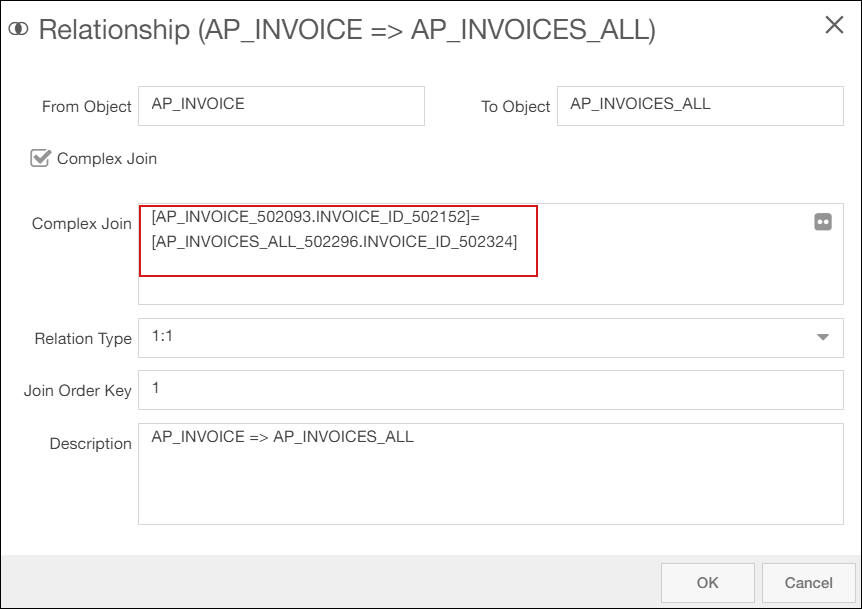 Relationship (AP_INVOICE => AP_INVOICES_ALL)
From Object AP_INVOICE To Object AP_INVOICES_ALL
Complex Join
Complex Join [AP_INVOICE_502093.INVOICE_ID_502152]=
[AP_INVOICES_ALL_502296.INVOICE_ID_502324]
Relation Type 1:1
Join Order Key 1
Description AP_INVOICE => AP_INVOICES_ALL
OK Cancel